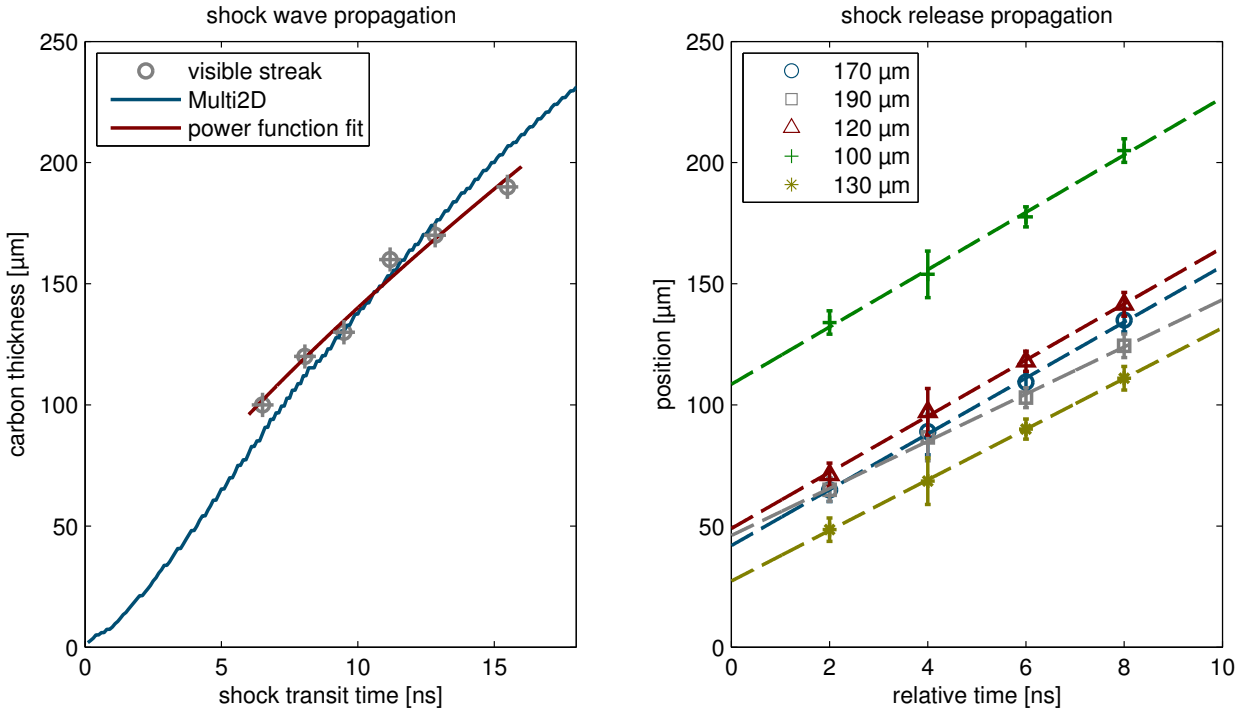 shock wave propagation
250
200
150
100
50
0
carbon thickness [µm]
visible streak
Multi2D
power function fit
0
5
10
15
shock transit time [ns]
shock release propagation
250
200
150
100
50
0
position [µm]
170 µm
190 µm
120 µm
100 µm
130 µm
0
2
4
6
8
10
relative time [ns]